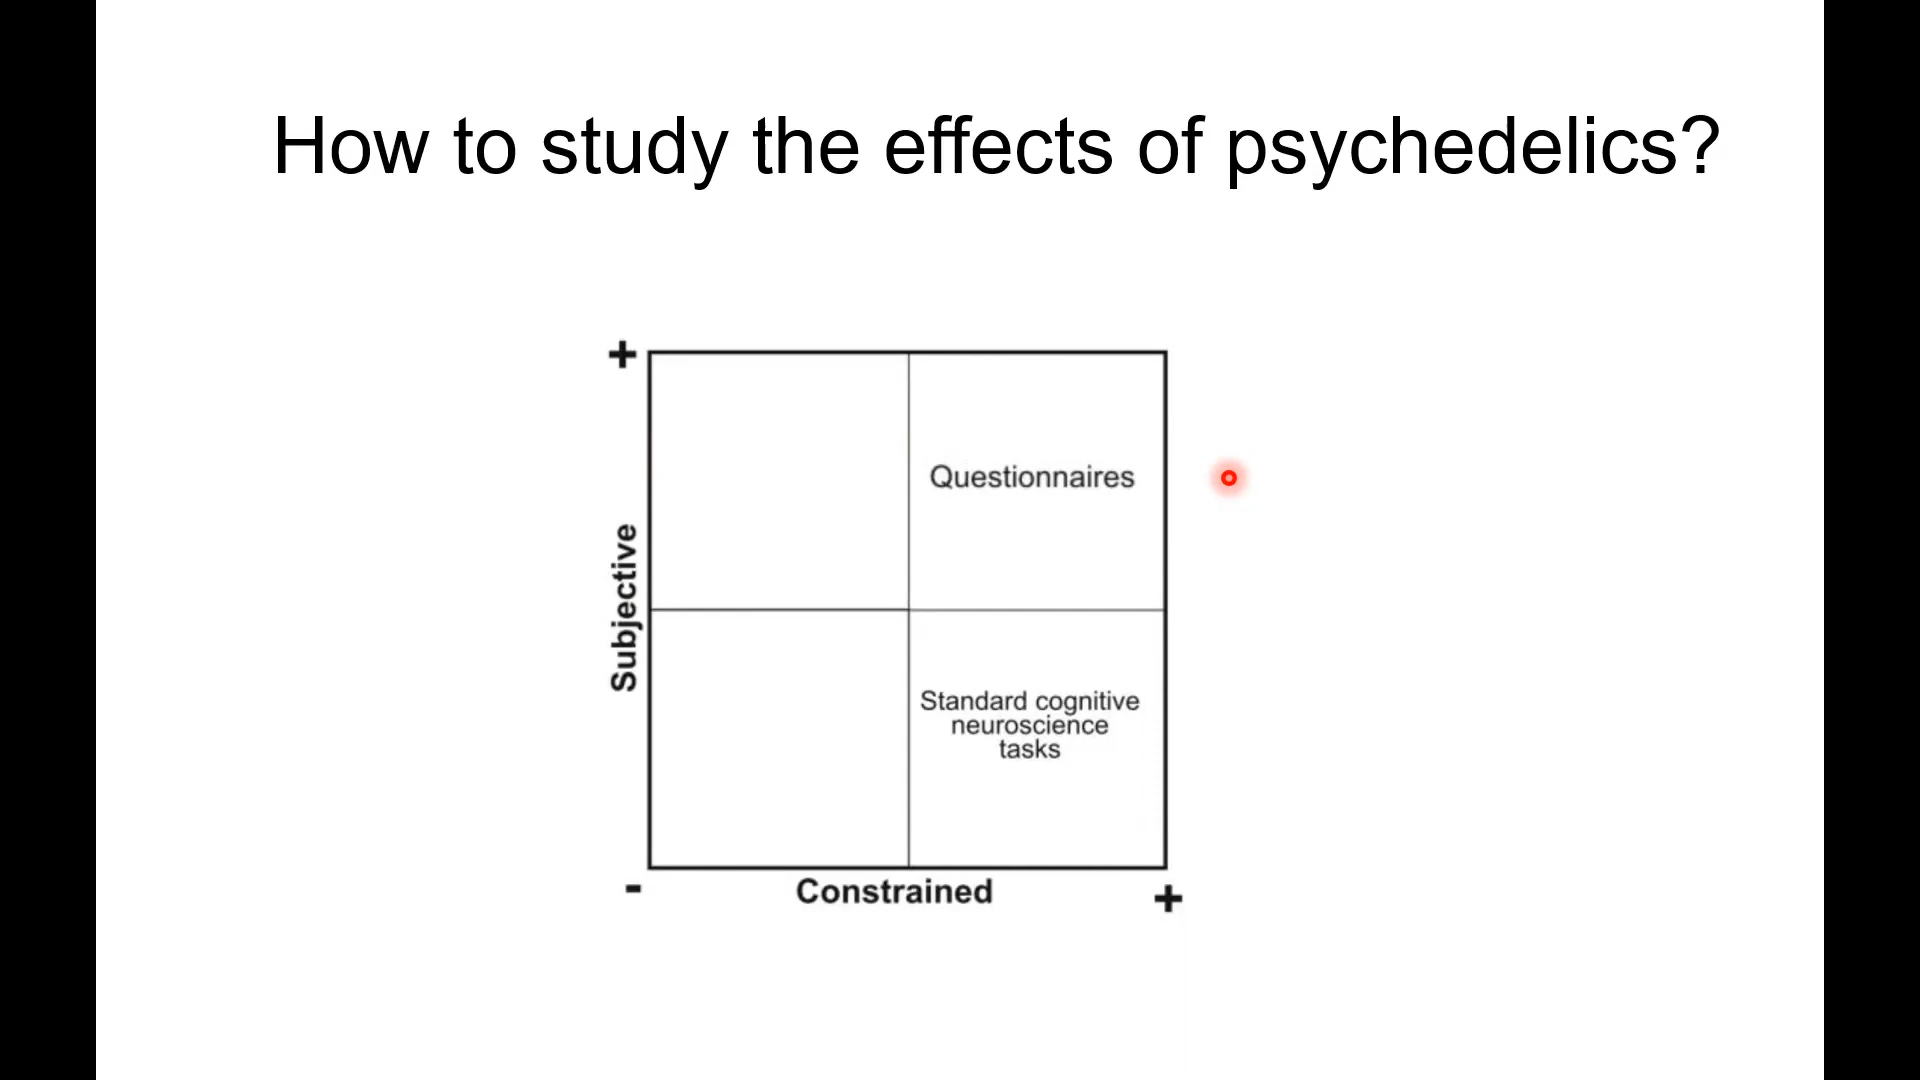 How to study the effects of psychedelics?
+
Questionnaires
Subjective
Standard cognitive
neuroscience
tasks
-
Constrained
+